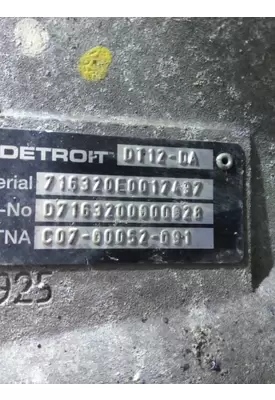 DETROIT DT12-DA
erial 716320E0017437
-No D7163200000828
TNA C07-00052-091
925